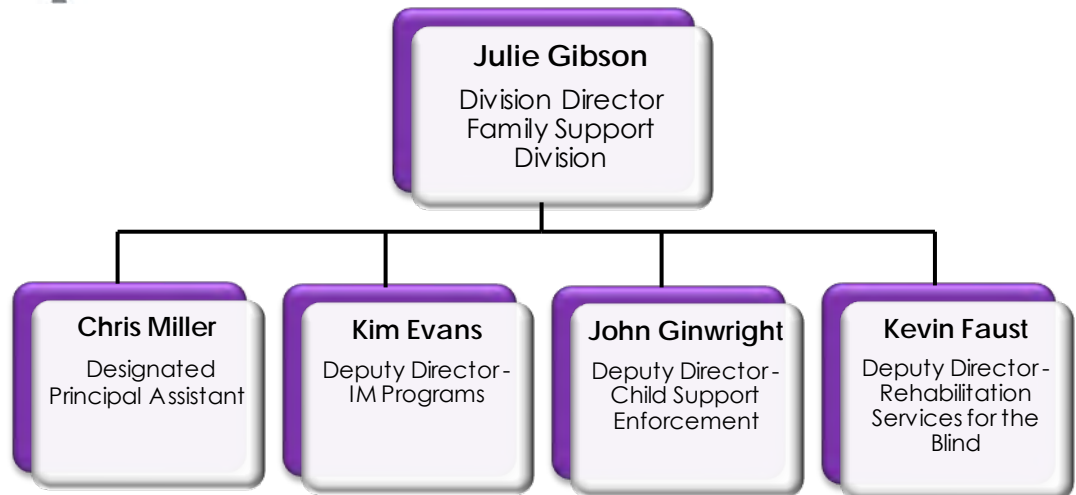 Julie Gibson
Division Director
Family Support
Division
Chris Miller
Designated
Principal Assistant
Kim Evans
Deputy Director-
IM Programs
John Ginwright
Deputy Director-
Child Support
Enforcement
Kevin Faust
Deputy Director-
Rehabilitation
Services for the
Blind